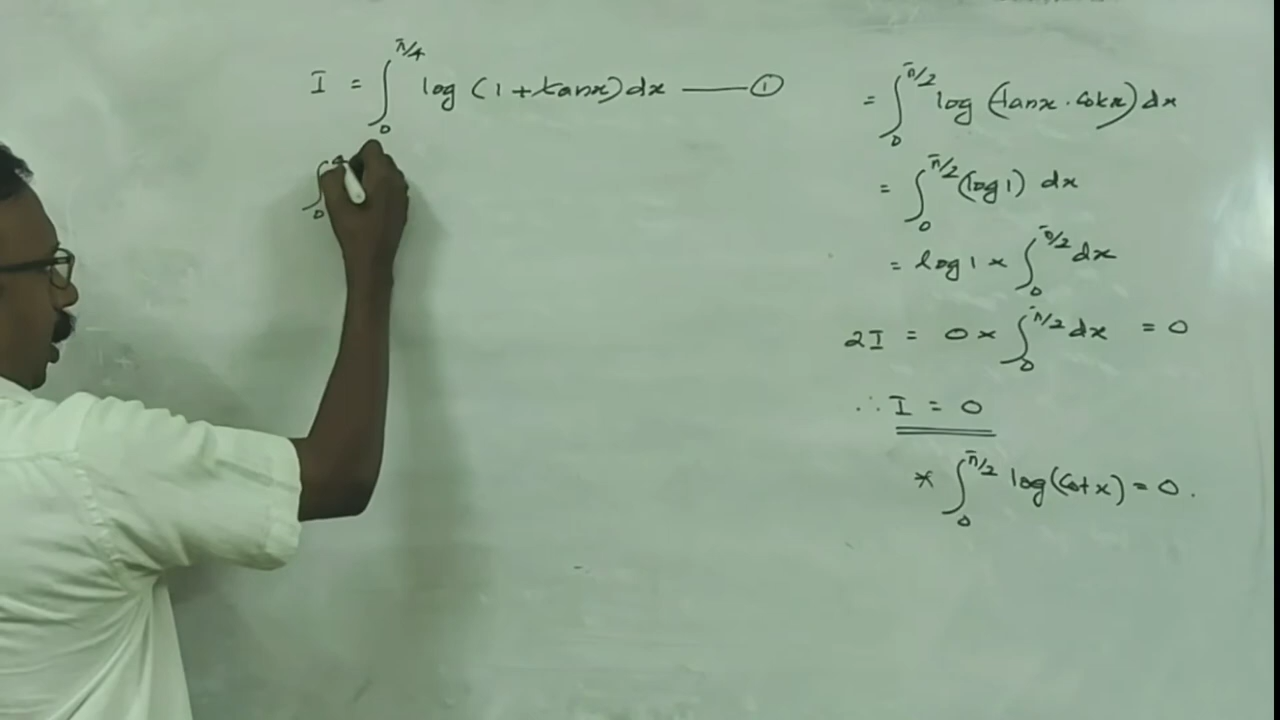 I = ∫₀^{π/4} log (1 + tanx) dx —— ①
∫₀^a
= ∫₀^{π/2} log (tanx . Cotx) dx
= ∫₀^{π/2} (log 1) dx
= log 1 × ∫₀^{π/2} dx
2I = 0 × ∫₀^{π/2} dx = 0
∴ I = 0
* ∫₀^{π/2} log (Cot x) = 0 .